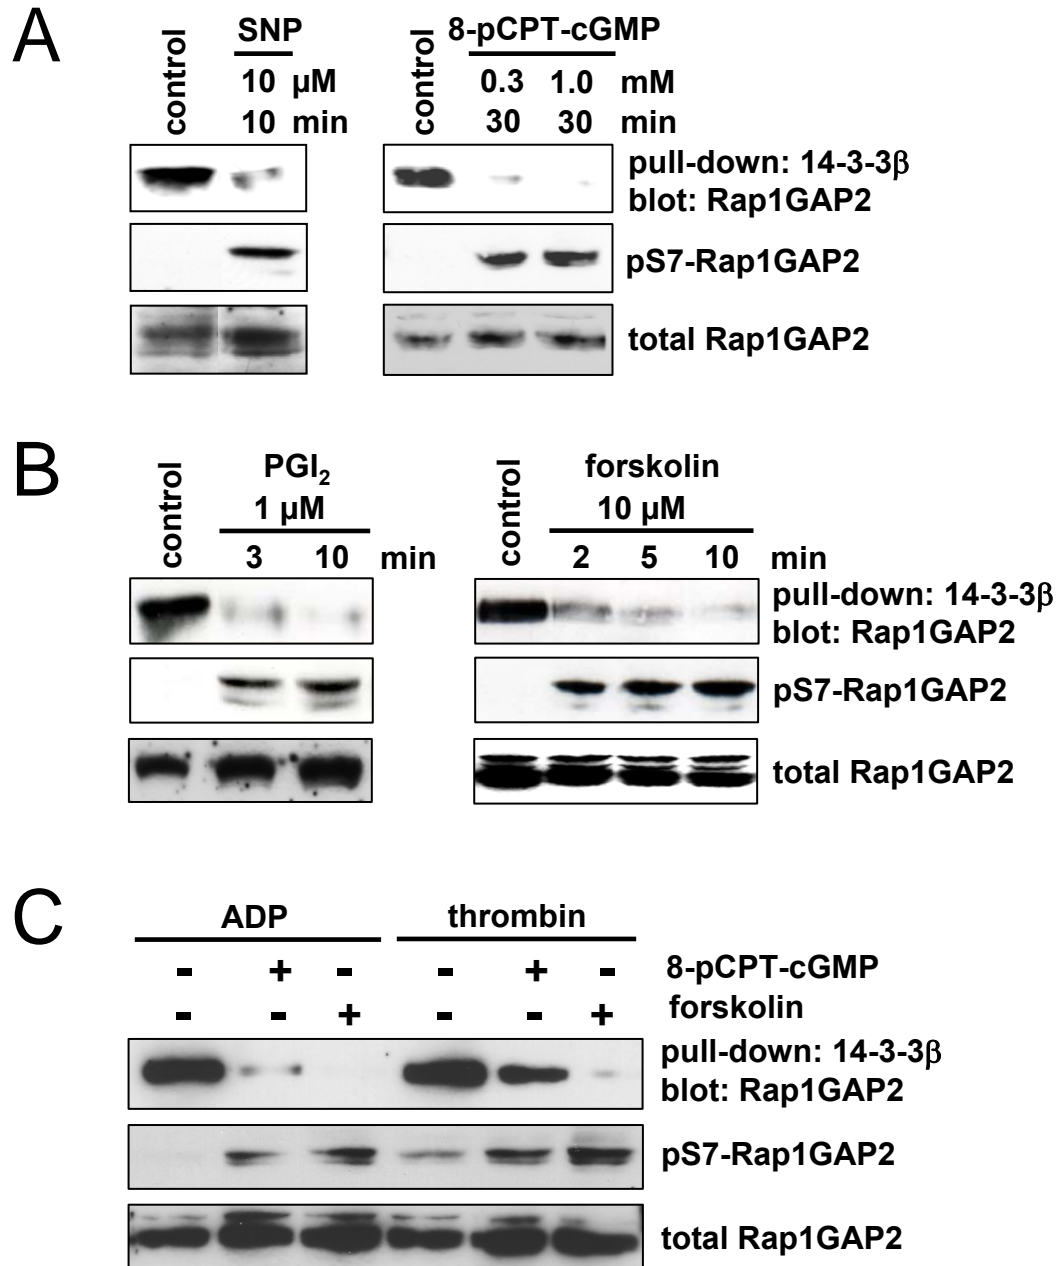 A
control
SNP
10 µM
10 min
control
8-pCPT-cGMP
0.3 1.0 mM
30 30 min
pull-down: 14-3-3β
blot: Rap1GAP2
pS7-Rap1GAP2
total Rap1GAP2
B
control
PGI₂
1 µM
3 10 min
control
forskolin
10 µM
2 5 10 min
pull-down: 14-3-3β
blot: Rap1GAP2
pS7-Rap1GAP2
total Rap1GAP2
C
ADP thrombin
- + - - + - 8-pCPT-cGMP
- - + - - + forskolin
pull-down: 14-3-3β
blot: Rap1GAP2
pS7-Rap1GAP2
total Rap1GAP2